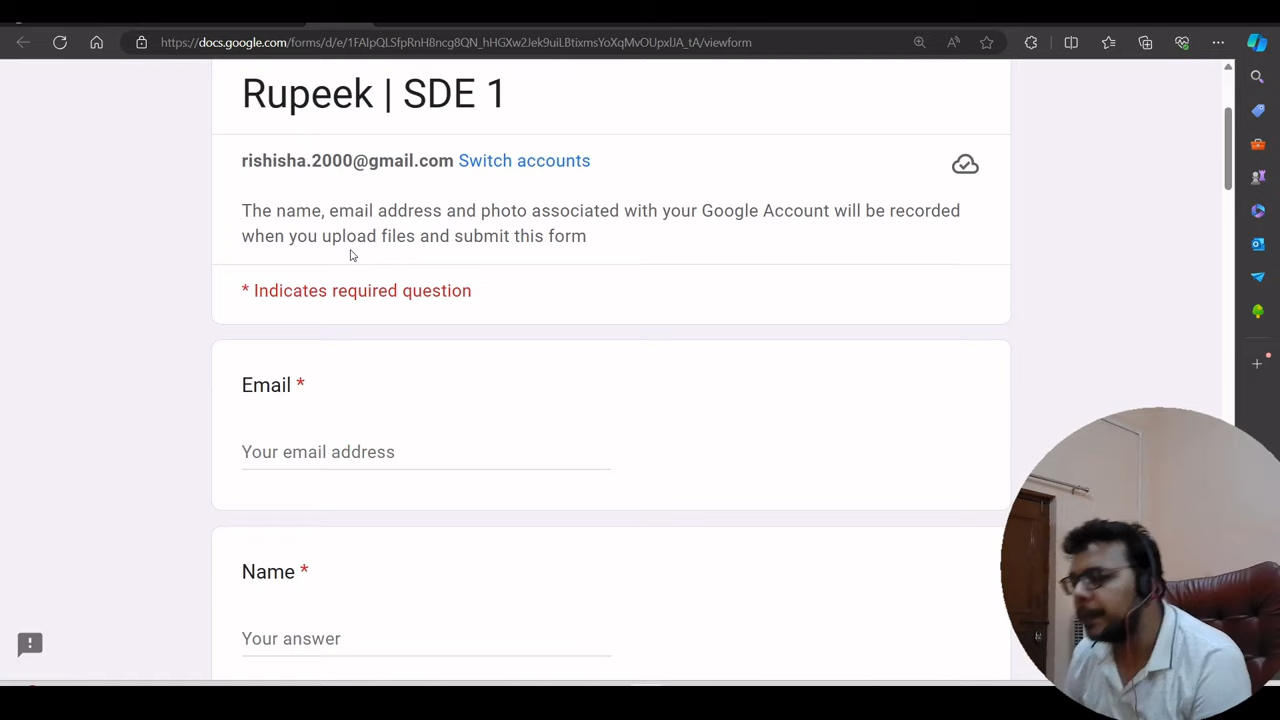 https://docs.google.com/forms/d/e/1FAIpQLSfpRnH8ncg8QN_hHGXw2Jek9uiLBtixmsYoXqMvOUpxlJA_tA/viewform
Rupeek | SDE 1
rishisha.2000@gmail.com Switch accounts
The name, email address and photo associated with your Google Account will be recorded
when you upload files and submit this form
* Indicates required question
Email *
Your email address
Name *
Your answer